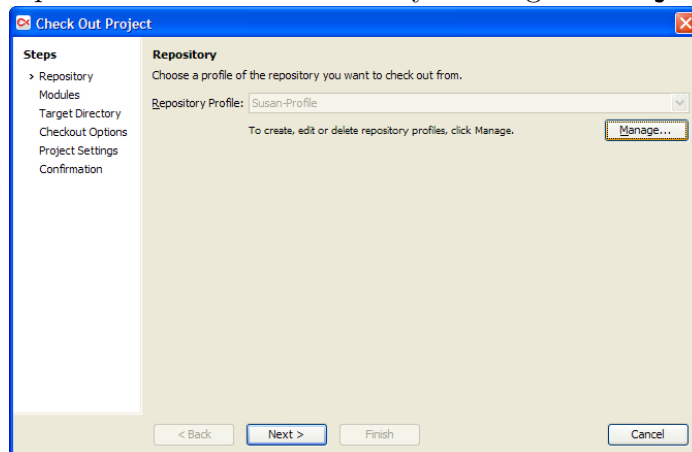 Check Out Project
Steps
> Repository
Modules
Target Directory
Checkout Options
Project Settings
Confirmation
Repository
Choose a profile of the repository you want to check out from.
Repository Profile: Susan-Profile
To create, edit or delete repository profiles, click Manage.
Manage...
< Back
Next >
Finish
Cancel